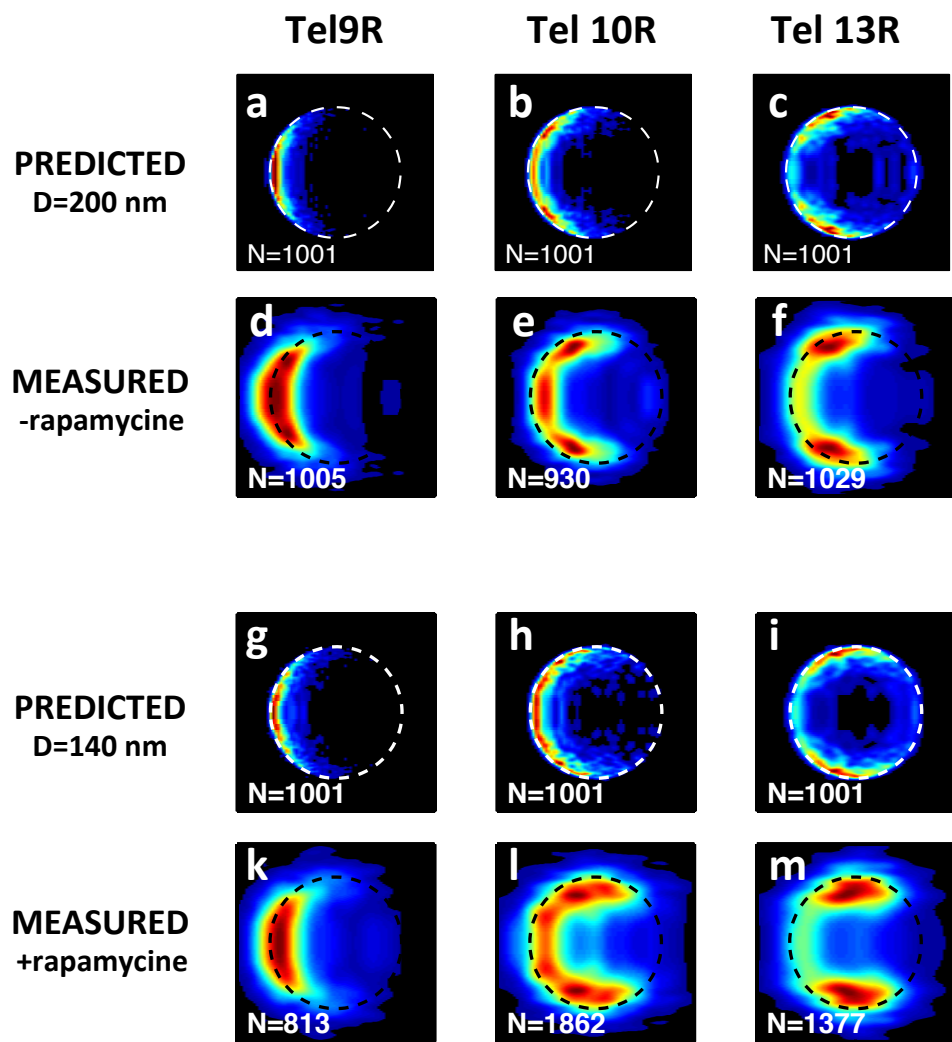 Tel9R Tel 10R Tel 13R
a b c
PREDICTED
D=200 nm
N=1001 N=1001 N=1001
d e f
MEASURED
-rapamycine
N=1005 N=930 N=1029
g h i
PREDICTED
D=140 nm
N=1001 N=1001 N=1001
k l m
MEASURED
+rapamycine
N=813 N=1862 N=1377